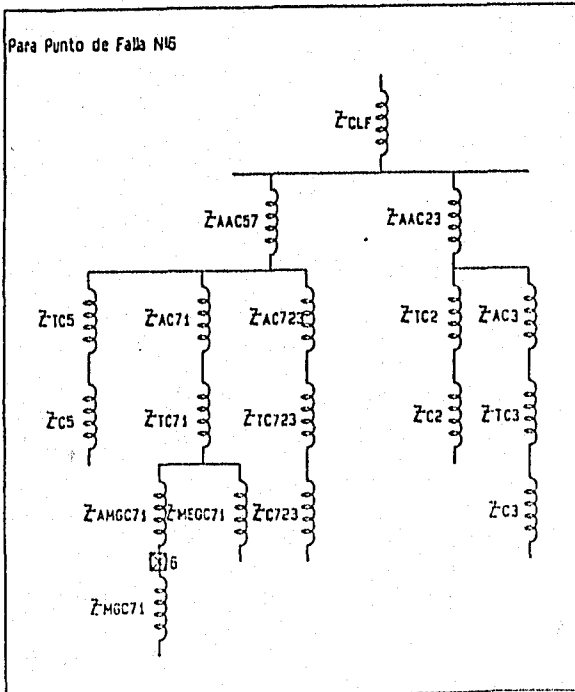 Para Punto de Falla N16
Z-CLF
Z-AAC57 Z-AAC23
Z-TC5 Z-AC71 Z-AC723 Z-TC2 Z-AC3
Z-C5 Z-TC71 Z-TC723 Z-C2 Z-TC3
Z-AMGC71 Z-MEGC71 Z-C723 Z-C3
6
Z-MGC71